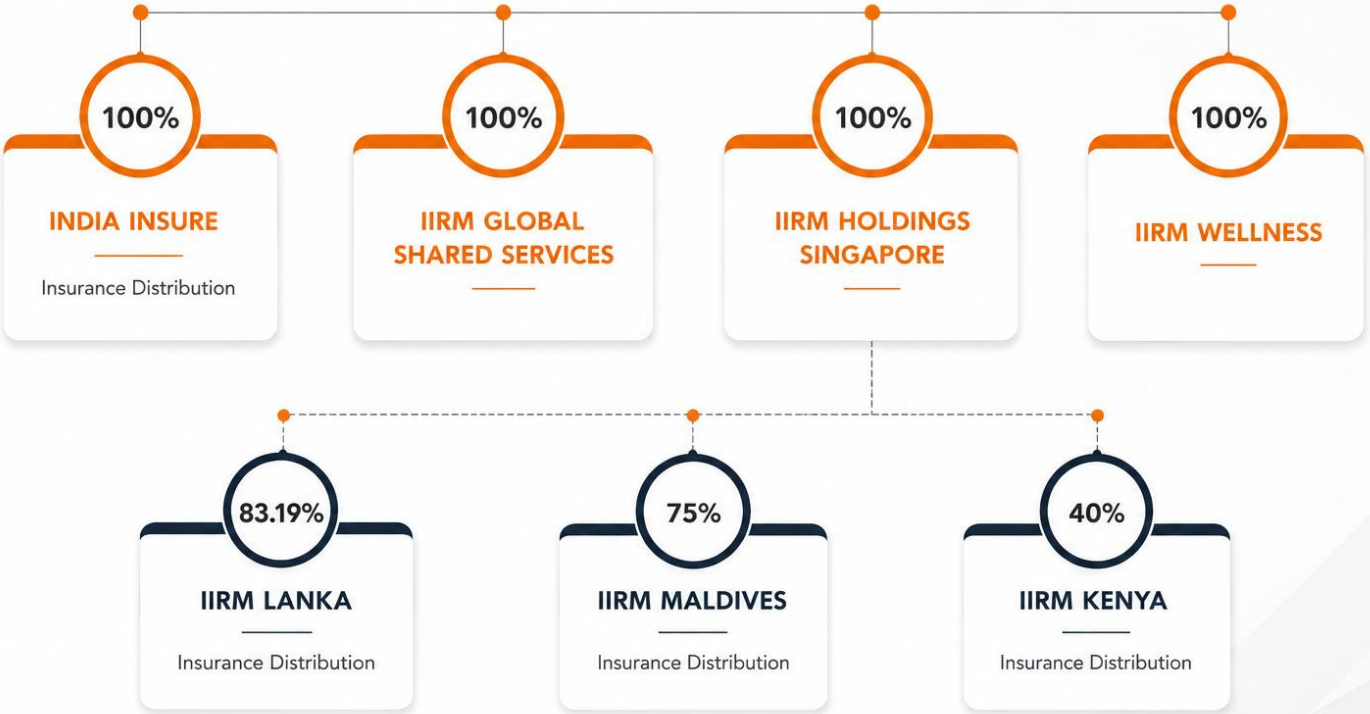 100%
INDIA INSURE
Insurance Distribution
100%
IIRM GLOBAL
SHARED SERVICES
100%
IIRM HOLDINGS
SINGAPORE
100%
IIRM WELLNESS
83.19%
IIRM LANKA
Insurance Distribution
75%
IIRM MALDIVES
Insurance Distribution
40%
IIRM KENYA
Insurance Distribution